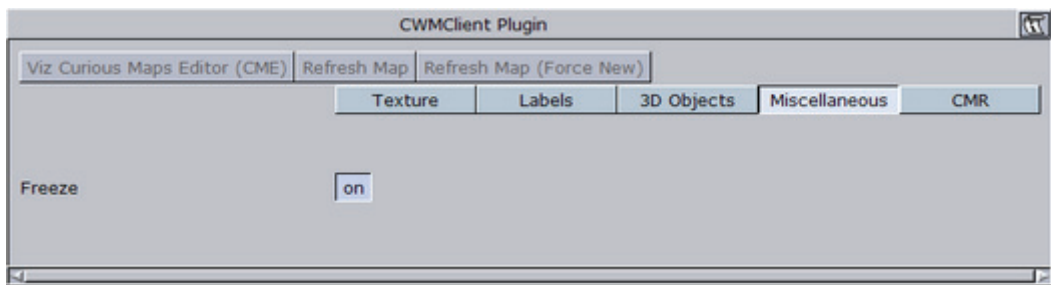 CWMClient Plugin
Viz Curious Maps Editor (CME) Refresh Map Refresh Map (Force New)
Texture Labels 3D Objects Miscellaneous CMR
Freeze on